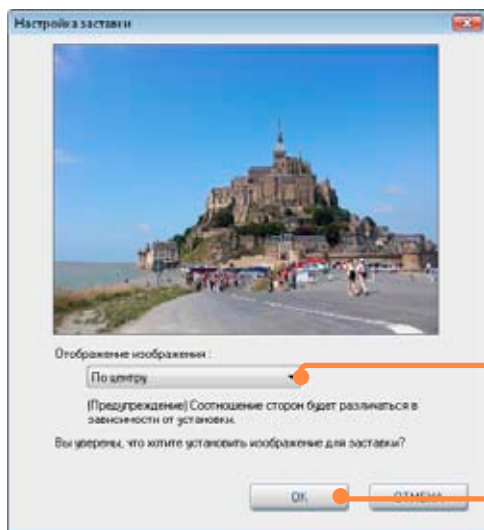 Настройка заставки
Отображение изображения :
По центру
(Предупреждение) Соотношение сторон будет различаться в
зависимости от установки.
Вы уверены, что хотите установить изображение для заставки?
OK
ОТМЕНА